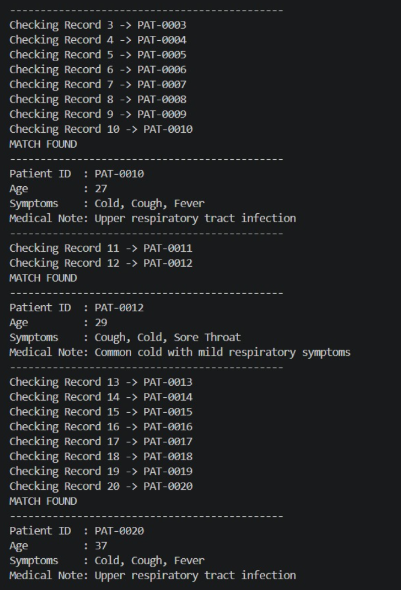 -------------------------------------------
Checking Record 3 -> PAT-0003
Checking Record 4 -> PAT-0004
Checking Record 5 -> PAT-0005
Checking Record 6 -> PAT-0006
Checking Record 7 -> PAT-0007
Checking Record 8 -> PAT-0008
Checking Record 9 -> PAT-0009
Checking Record 10 -> PAT-0010
MATCH FOUND
-------------------------------------------
Patient ID  : PAT-0010
Age         : 27
Symptoms    : Cold, Cough, Fever
Medical Note: Upper respiratory tract infection
-------------------------------------------
Checking Record 11 -> PAT-0011
Checking Record 12 -> PAT-0012
MATCH FOUND
-------------------------------------------
Patient ID  : PAT-0012
Age         : 29
Symptoms    : Cough, Cold, Sore Throat
Medical Note: Common cold with mild respiratory symptoms
-------------------------------------------
Checking Record 13 -> PAT-0013
Checking Record 14 -> PAT-0014
Checking Record 15 -> PAT-0015
Checking Record 16 -> PAT-0016
Checking Record 17 -> PAT-0017
Checking Record 18 -> PAT-0018
Checking Record 19 -> PAT-0019
Checking Record 20 -> PAT-0020
MATCH FOUND
-------------------------------------------
Patient ID  : PAT-0020
Age         : 37
Symptoms    : Cold, Cough, Fever
Medical Note: Upper respiratory tract infection